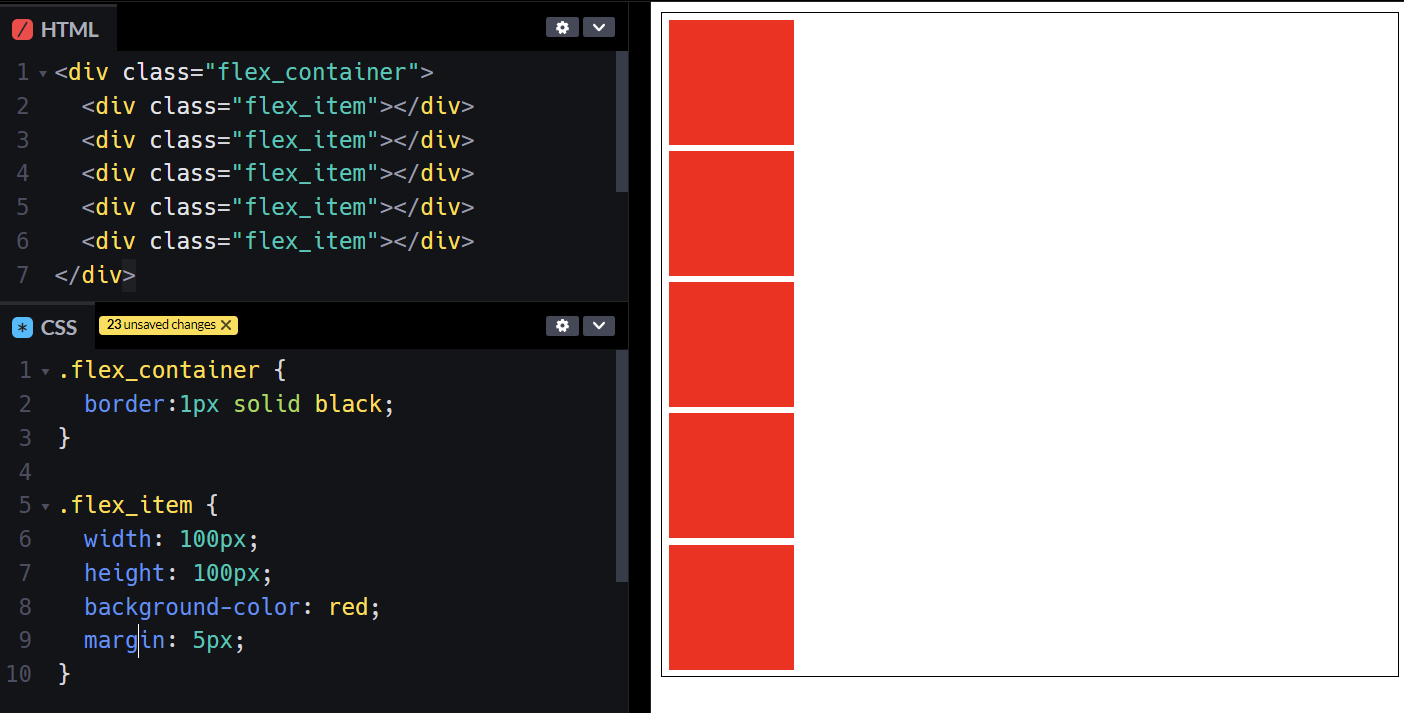 HTML
1 <div class="flex_container">
2 <div class="flex_item"></div>
3 <div class="flex_item"></div>
4 <div class="flex_item"></div>
5 <div class="flex_item"></div>
6 <div class="flex_item"></div>
7 </div>
* CSS 23 unsaved changes ×
1 .flex_container {
2 border:1px solid black;
3 }
4
5 .flex_item {
6 width: 100px;
7 height: 100px;
8 background-color: red;
9 margin: 5px;
10 }